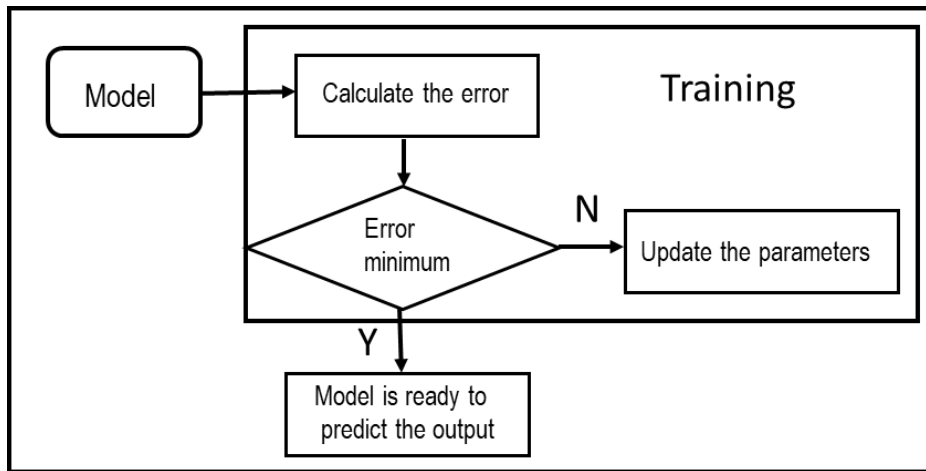 Model
Calculate the error
Training
Error
minimum
N
Update the parameters
Y
Model is ready to
predict the output